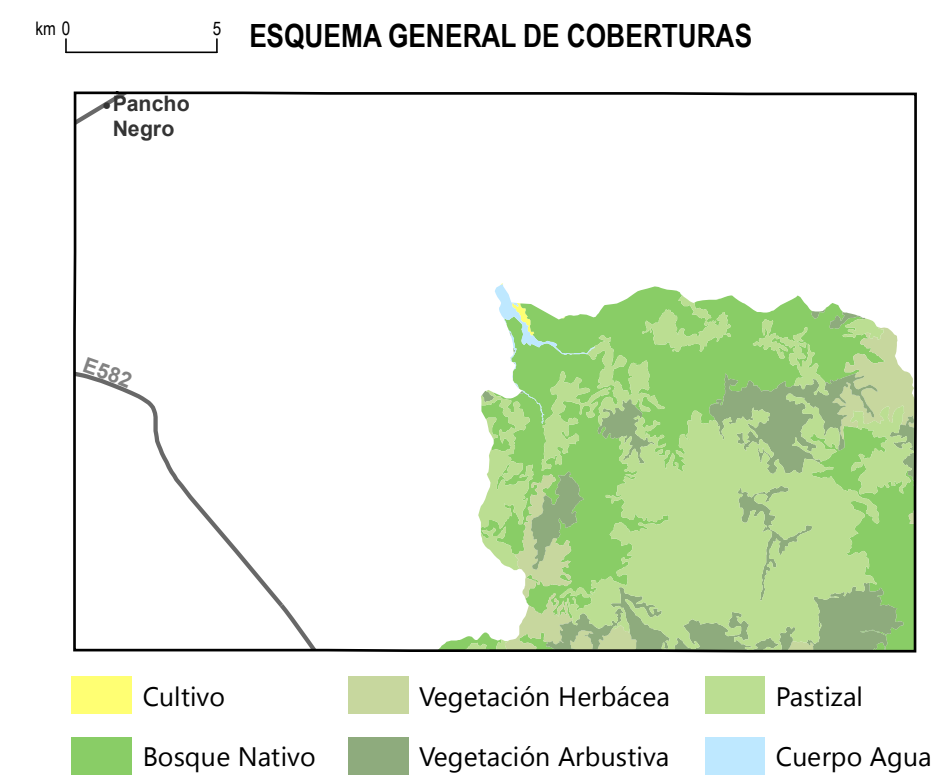 km 0 5 ESQUEMA GENERAL DE COBERTURAS
Pancho
Negro
E582
Cultivo Vegetación Herbácea Pastizal
Bosque Nativo Vegetación Arbustiva Cuerpo Agua